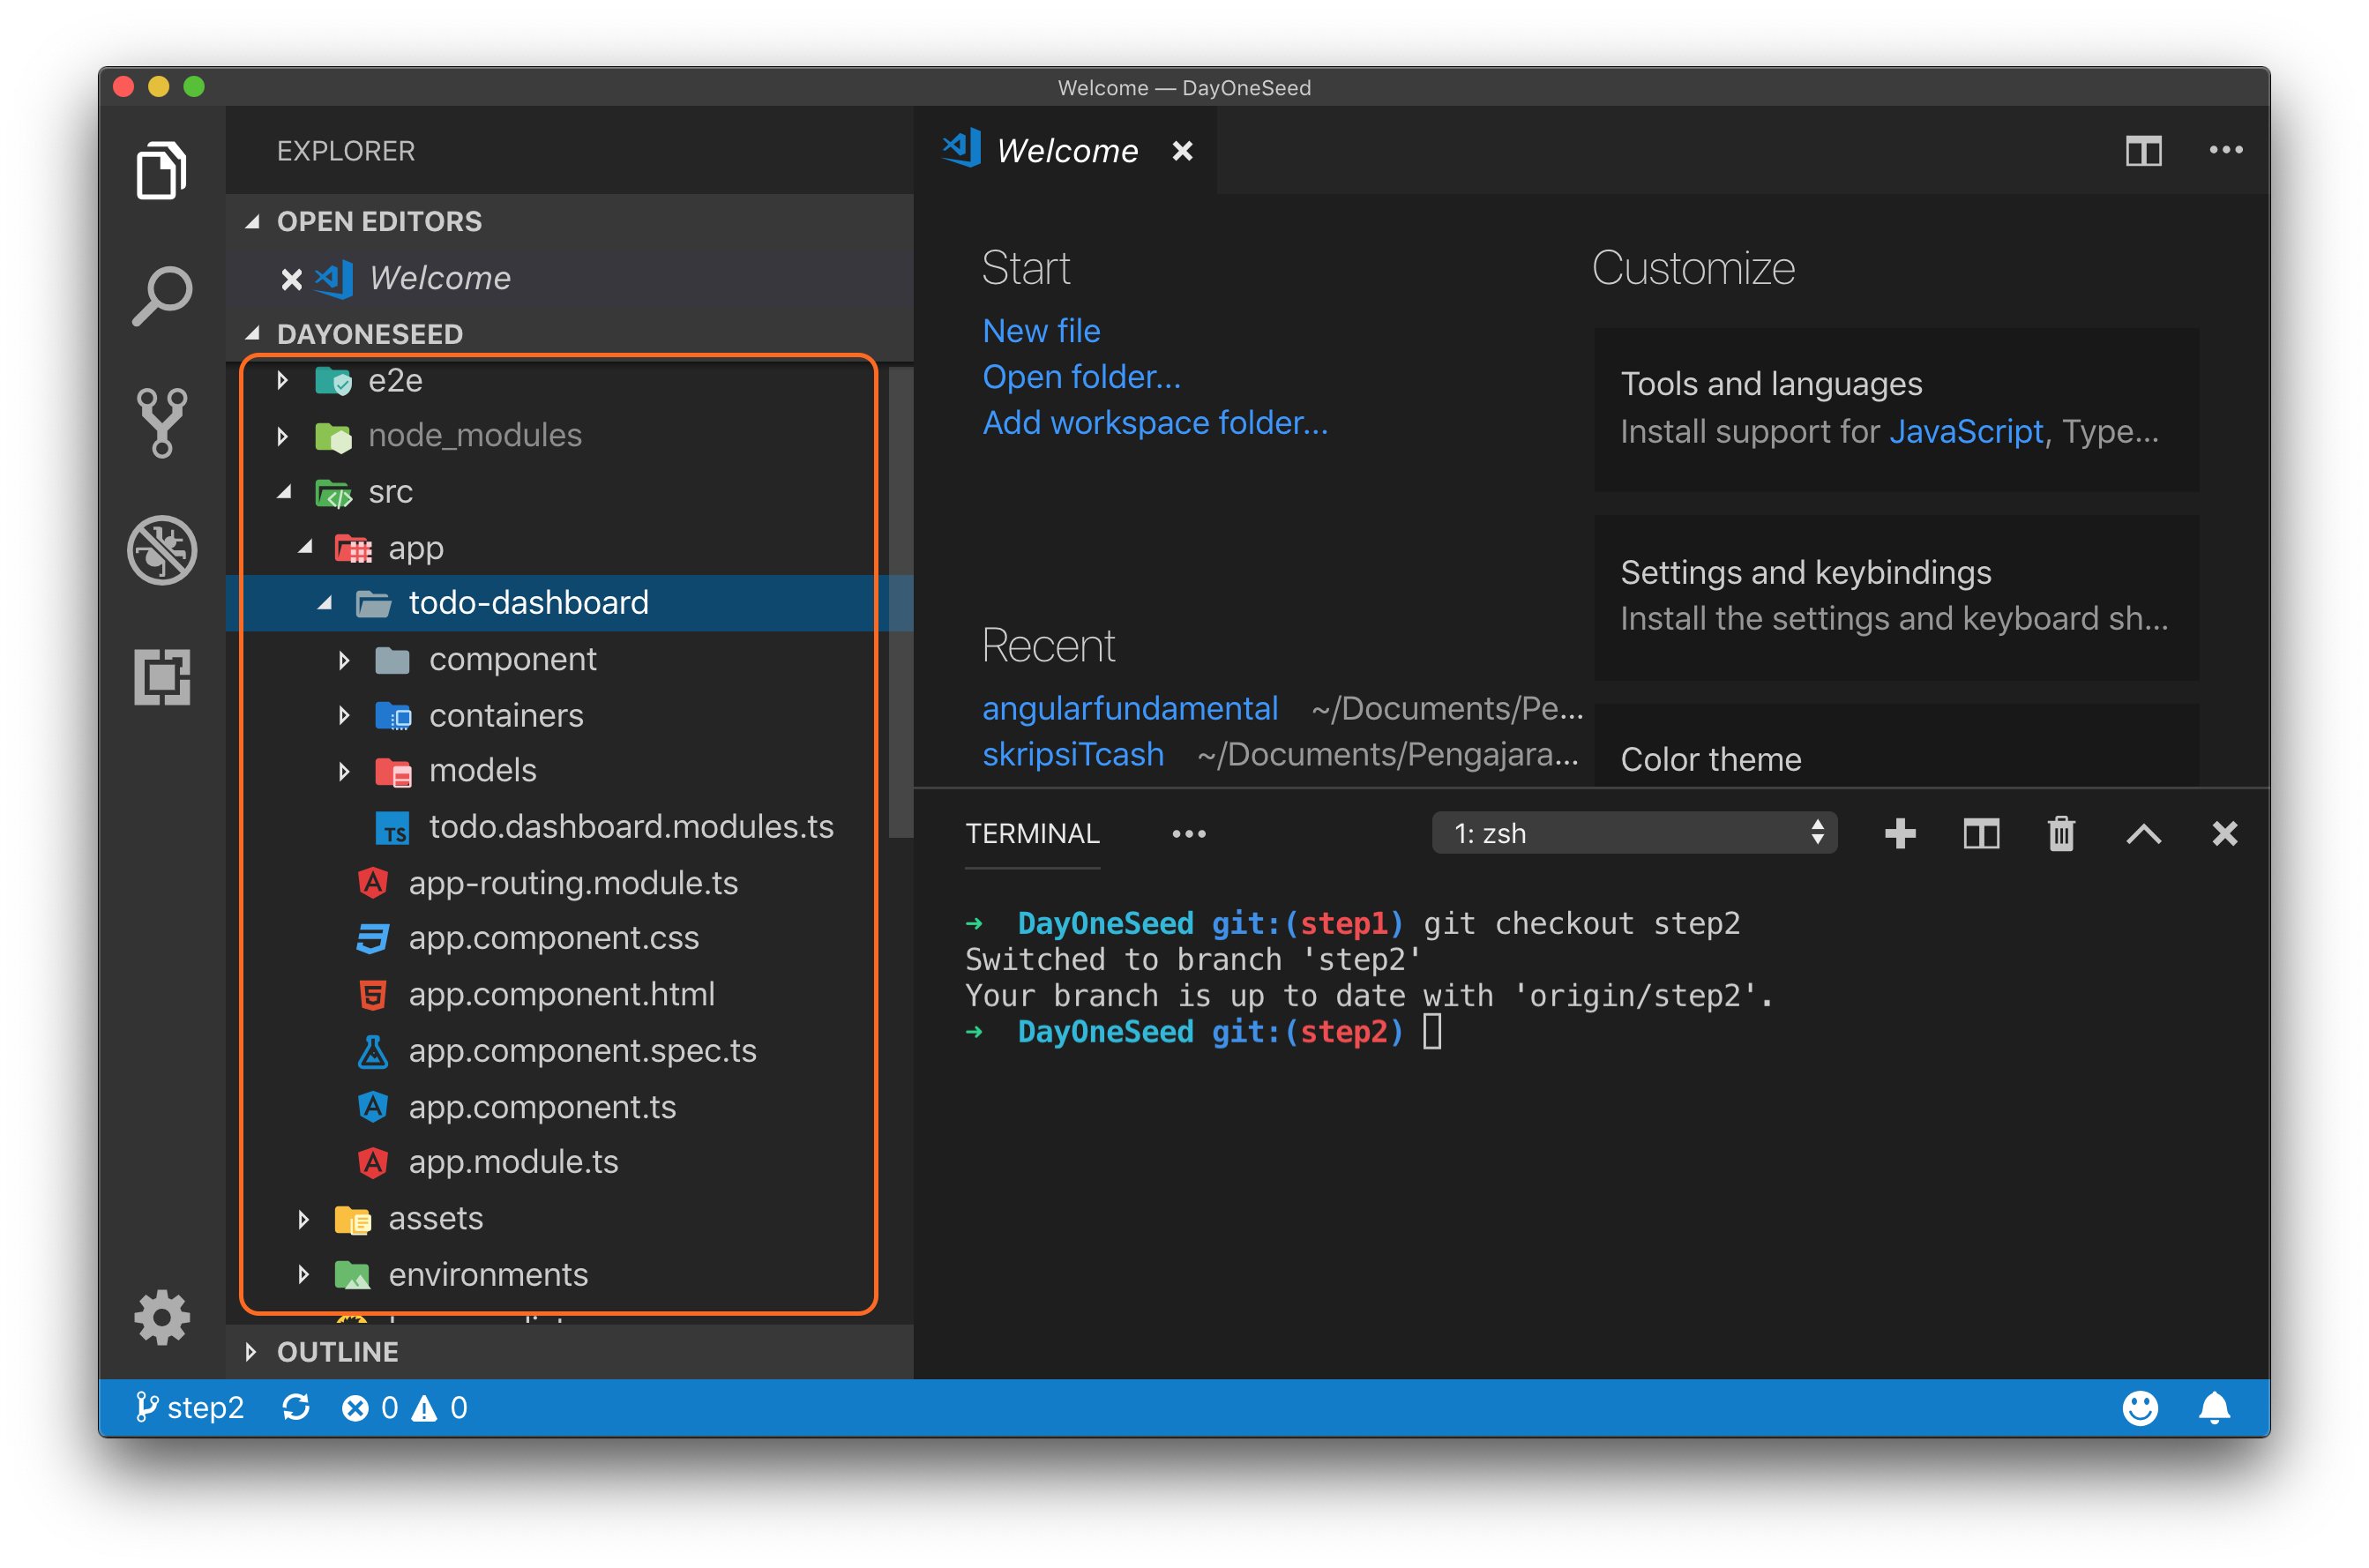 Welcome — DayOneSeed
EXPLORER
OPEN EDITORS
Welcome
DAYONESEED
e2e
node_modules
src
app
todo-dashboard
component
containers
models
TS todo.dashboard.modules.ts
app-routing.module.ts
app.component.css
app.component.html
app.component.spec.ts
app.component.ts
app.module.ts
assets
environments
OUTLINE
Welcome
Start
New file
Open folder...
Add workspace folder...
Recent
angularfundamental ~/Documents/Pe...
skripsiTcash ~/Documents/Pengajara...
Customize
Tools and languages
Install support for JavaScript, Type...
Settings and keybindings
Install the settings and keyboard sh...
Color theme
TERMINAL
1: zsh
→ DayOneSeed git:(step1) git checkout step2
Switched to branch 'step2'
Your branch is up to date with 'origin/step2'.
→ DayOneSeed git:(step2)
step2 0 0